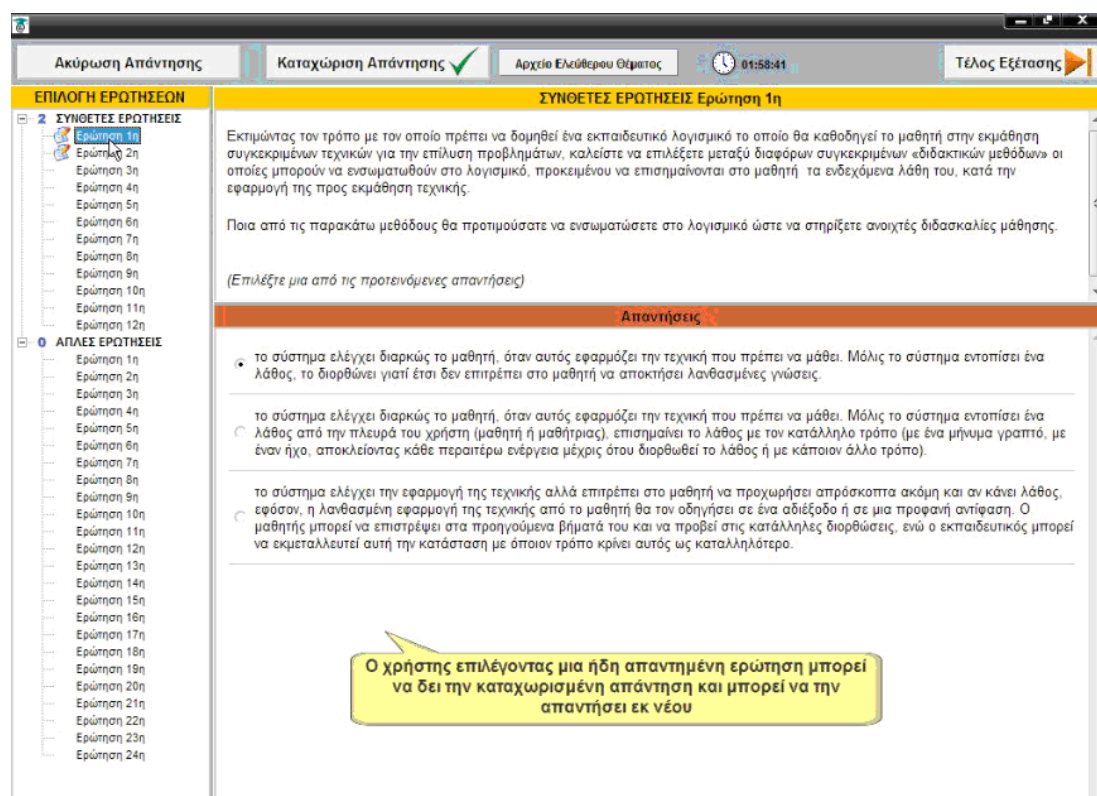 Ακύρωση Απάντησης
Καταχώριση Απάντησης
Αρχείο Ελεύθερου Θέματος
01:58:41
Τέλος Εξέτασης
ΕΠΙΛΟΓΗ ΕΡΩΤΗΣΕΩΝ
2 ΣΥΝΘΕΤΕΣ ΕΡΩΤΗΣΕΙΣ
Ερώτηση 1η
Ερώτηση 2η
Ερώτηση 3η
Ερώτηση 4η
Ερώτηση 5η
Ερώτηση 6η
Ερώτηση 7η
Ερώτηση 8η
Ερώτηση 9η
Ερώτηση 10η
Ερώτηση 11η
Ερώτηση 12η
0 ΑΠΛΕΣ ΕΡΩΤΗΣΕΙΣ
Ερώτηση 1η
Ερώτηση 2η
Ερώτηση 3η
Ερώτηση 4η
Ερώτηση 5η
Ερώτηση 6η
Ερώτηση 7η
Ερώτηση 8η
Ερώτηση 9η
Ερώτηση 10η
Ερώτηση 11η
Ερώτηση 12η
Ερώτηση 13η
Ερώτηση 14η
Ερώτηση 15η
Ερώτηση 16η
Ερώτηση 17η
Ερώτηση 18η
Ερώτηση 19η
Ερώτηση 20η
Ερώτηση 21η
Ερώτηση 22η
Ερώτηση 23η
Ερώτηση 24η
ΣΥΝΘΕΤΕΣ ΕΡΩΤΗΣΕΙΣ Ερώτηση 1η
Εκτιμώντας τον τρόπο με τον οποίο πρέπει να δομηθεί ένα εκπαιδευτικό λογισμικό το οποίο θα καθοδηγεί το μαθητή στην εκμάθηση
συγκεκριμένων τεχνικών για την επίλυση προβλημάτων, καλείστε να επιλέξετε μεταξύ διαφόρων συγκεκριμένων «διδακτικών μεθόδων» οι
οποίες μπορούν να ενσωματωθούν στο λογισμικό, προκειμένου να επισημαίνονται στο μαθητή τα ενδεχόμενα λάθη του, κατά την
εφαρμογή της προς εκμάθηση τεχνικής.
Ποια από τις παρακάτω μεθόδους θα προτιμούσατε να ενσωματώσετε στο λογισμικό ώστε να στηρίξετε ανοιχτές διδασκαλίες μάθησης.
(Επιλέξτε μια από τις προτεινόμενες απαντήσεις)
Απαντήσεις
το σύστημα ελέγχει διαρκώς το μαθητή, όταν αυτός εφαρμόζει την τεχνική που πρέπει να μάθει. Μόλις το σύστημα εντοπίσει ένα
λάθος, το διορθώνει γιατί έτσι δεν επιτρέπει στο μαθητή να αποκτήσει λανθασμένες γνώσεις.
το σύστημα ελέγχει διαρκώς το μαθητή, όταν αυτός εφαρμόζει την τεχνική που πρέπει να μάθει. Μόλις το σύστημα εντοπίσει ένα
λάθος από την πλευρά του χρήστη (μαθητή ή μαθήτριας), επισημαίνει το λάθος με τον κατάλληλο τρόπο (με ένα μήνυμα γραπτό, με
έναν ήχο, αποκλείοντας κάθε περαιτέρω ενέργεια μέχρις ότου διορθωθεί το λάθος ή με κάποιον άλλο τρόπο).
το σύστημα ελέγχει την εφαρμογή της τεχνικής αλλά επιτρέπει στο μαθητή να προχωρήσει απρόσκοπτα ακόμη και αν κάνει λάθος,
εφόσον, η λανθασμένη εφαρμογή της τεχνικής από το μαθητή θα τον οδηγήσει σε ένα αδιέξοδο ή σε μια προφανή αντίφαση. Ο
μαθητής μπορεί να επιστρέψει στα προηγούμενα βήματά του και να προβεί στις κατάλληλες διορθώσεις, ενώ ο εκπαιδευτικός μπορεί
να εκμεταλλευτεί αυτή την κατάσταση με όποιον τρόπο κρίνει αυτός ως καταλληλότερο.
Ο χρήστης επιλέγοντας μια ήδη απαντημένη ερώτηση μπορεί
να δει την καταχωρισμένη απάντηση και μπορεί να την
απαντήσει εκ νέου